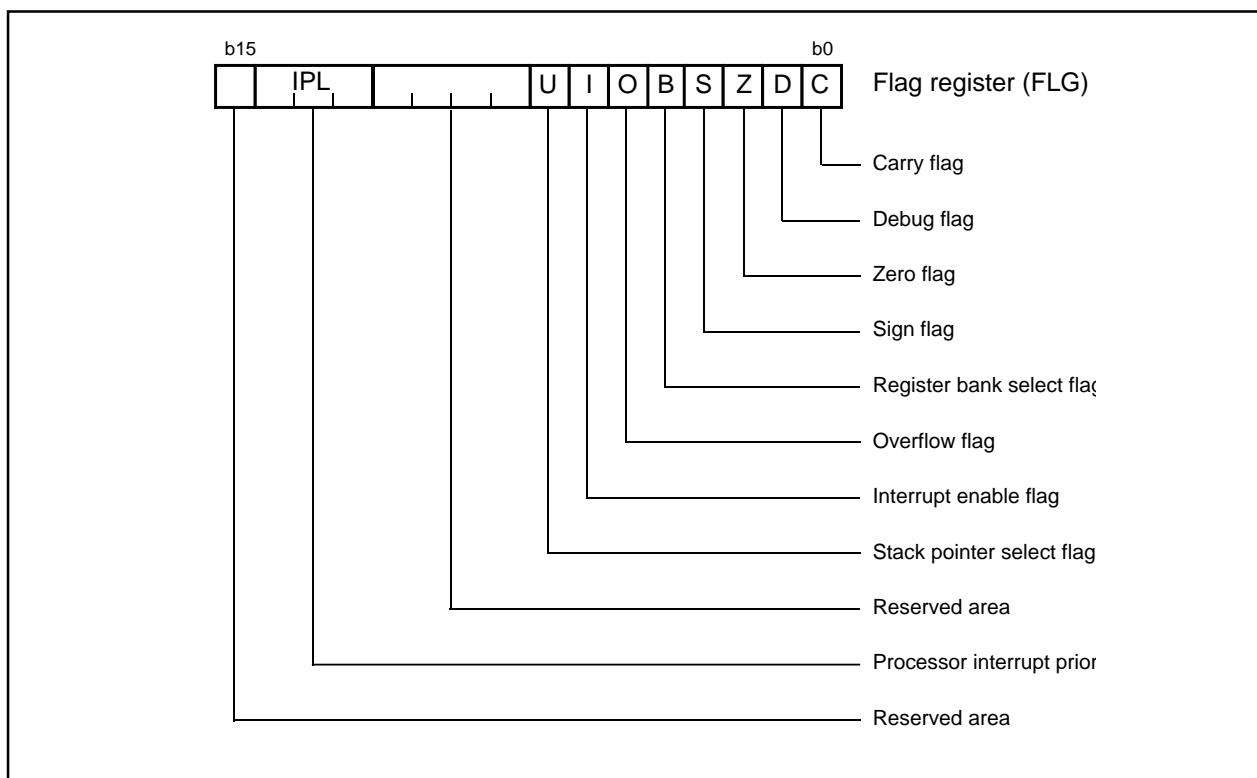 b15 b0
IPL U I O B S Z D C Flag register (FLG)
Carry flag
Debug flag
Zero flag
Sign flag
Register bank select flag
Overflow flag
Interrupt enable flag
Stack pointer select flag
Reserved area
Processor interrupt prior
Reserved area